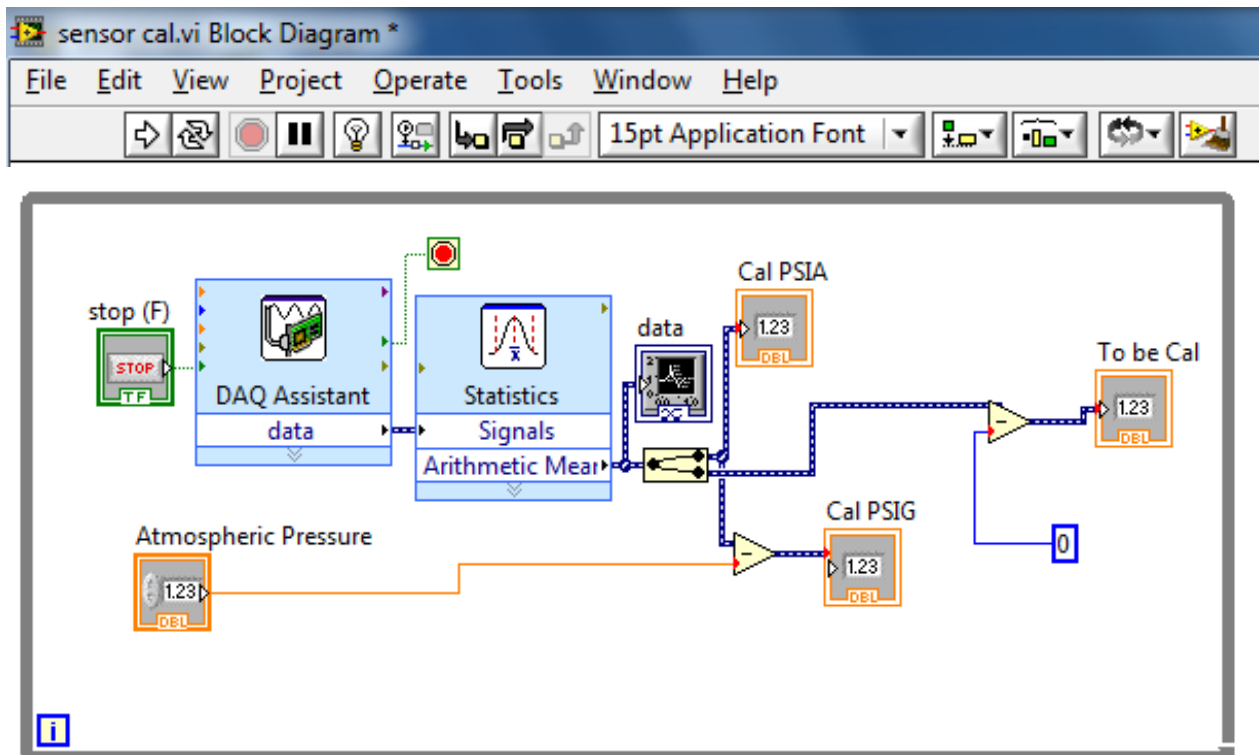 sensor cal.vi Block Diagram *
File Edit View Project Operate Tools Window Help
15pt Application Font
stop (F)
STOP
TF
DAQ Assistant
data
Statistics
Signals
Arithmetic Mear
data
Cal PSIA
1.23
DBL
To be Cal
1.23
DBL
Atmospheric Pressure
1.23
DBL
Cal PSIG
1.23
DBL
0
i